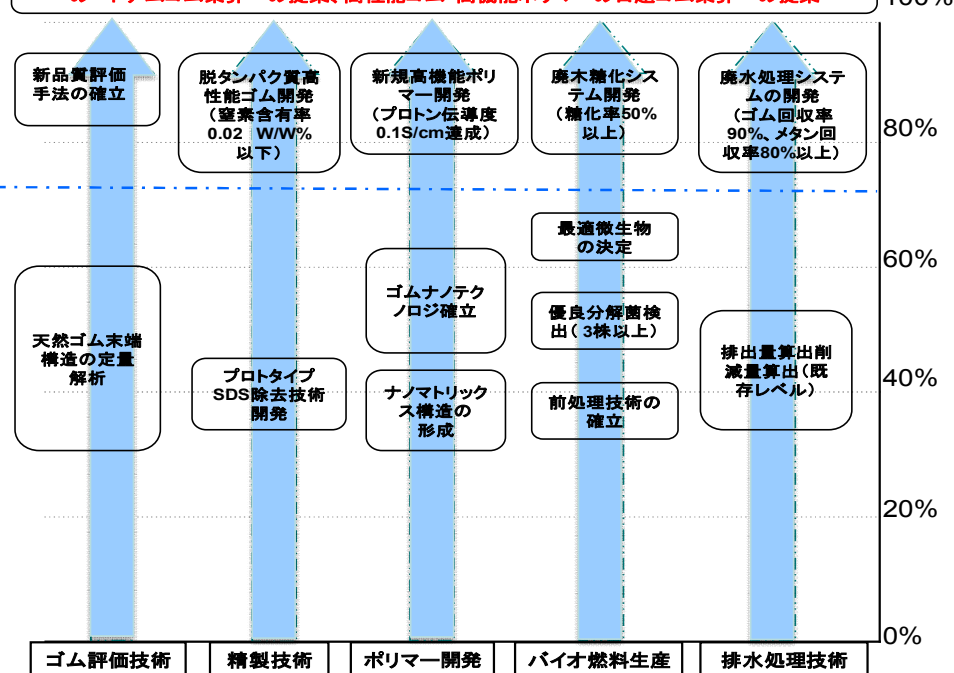 100%
新品質評価
手法の確立
脱タンパク質高
性能ゴム開発
(窒素含有率
0.02 W/W%
以下)
新規高機能ポリ
マー開発
(プロトン伝導度
0.1S/cm達成)
廃木糖化シス
テム開発
(糖化率50%
以上)
廃水処理システ
ムの開発
(ゴム回収率
90%、メタン回
収率80%以上)
80%
最適微生物
の決定
60%
天然ゴム末端
構造の定量
解析
ゴムナノテク
ノロジ確立
優良分解菌検
出( 3株以上)
排出量算出削
減量算出(既
存レベル)
プロトタイプ
SDS除去技術
開発
ナノマトリック
ス構造の
形成
前処理技術の
確立
40%
20%
0%
ゴム評価技術
精製技術
ポリマー開発
バイオ燃料生産
排水処理技術